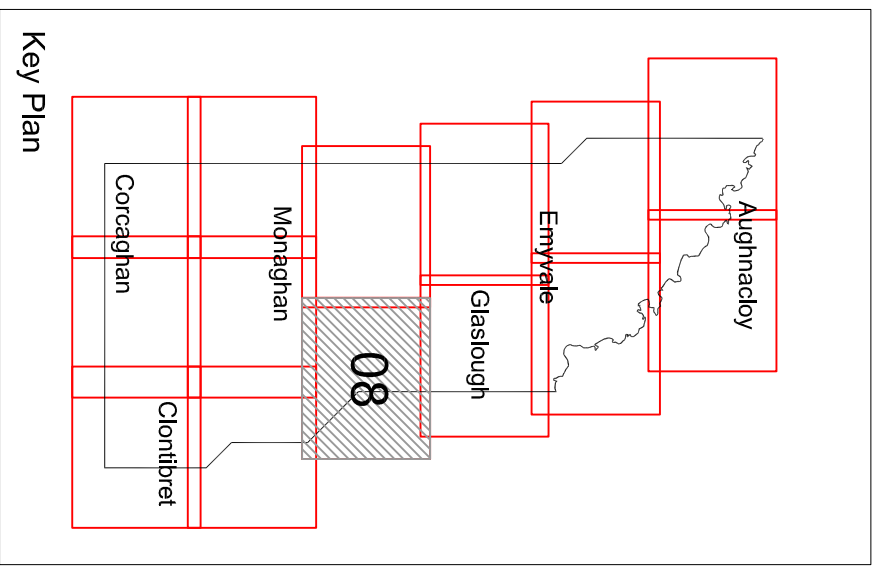 Key Plan
Aughnacloy
Emyvale
Glaslough
08
Monaghan
Corcaghan
Clontibret